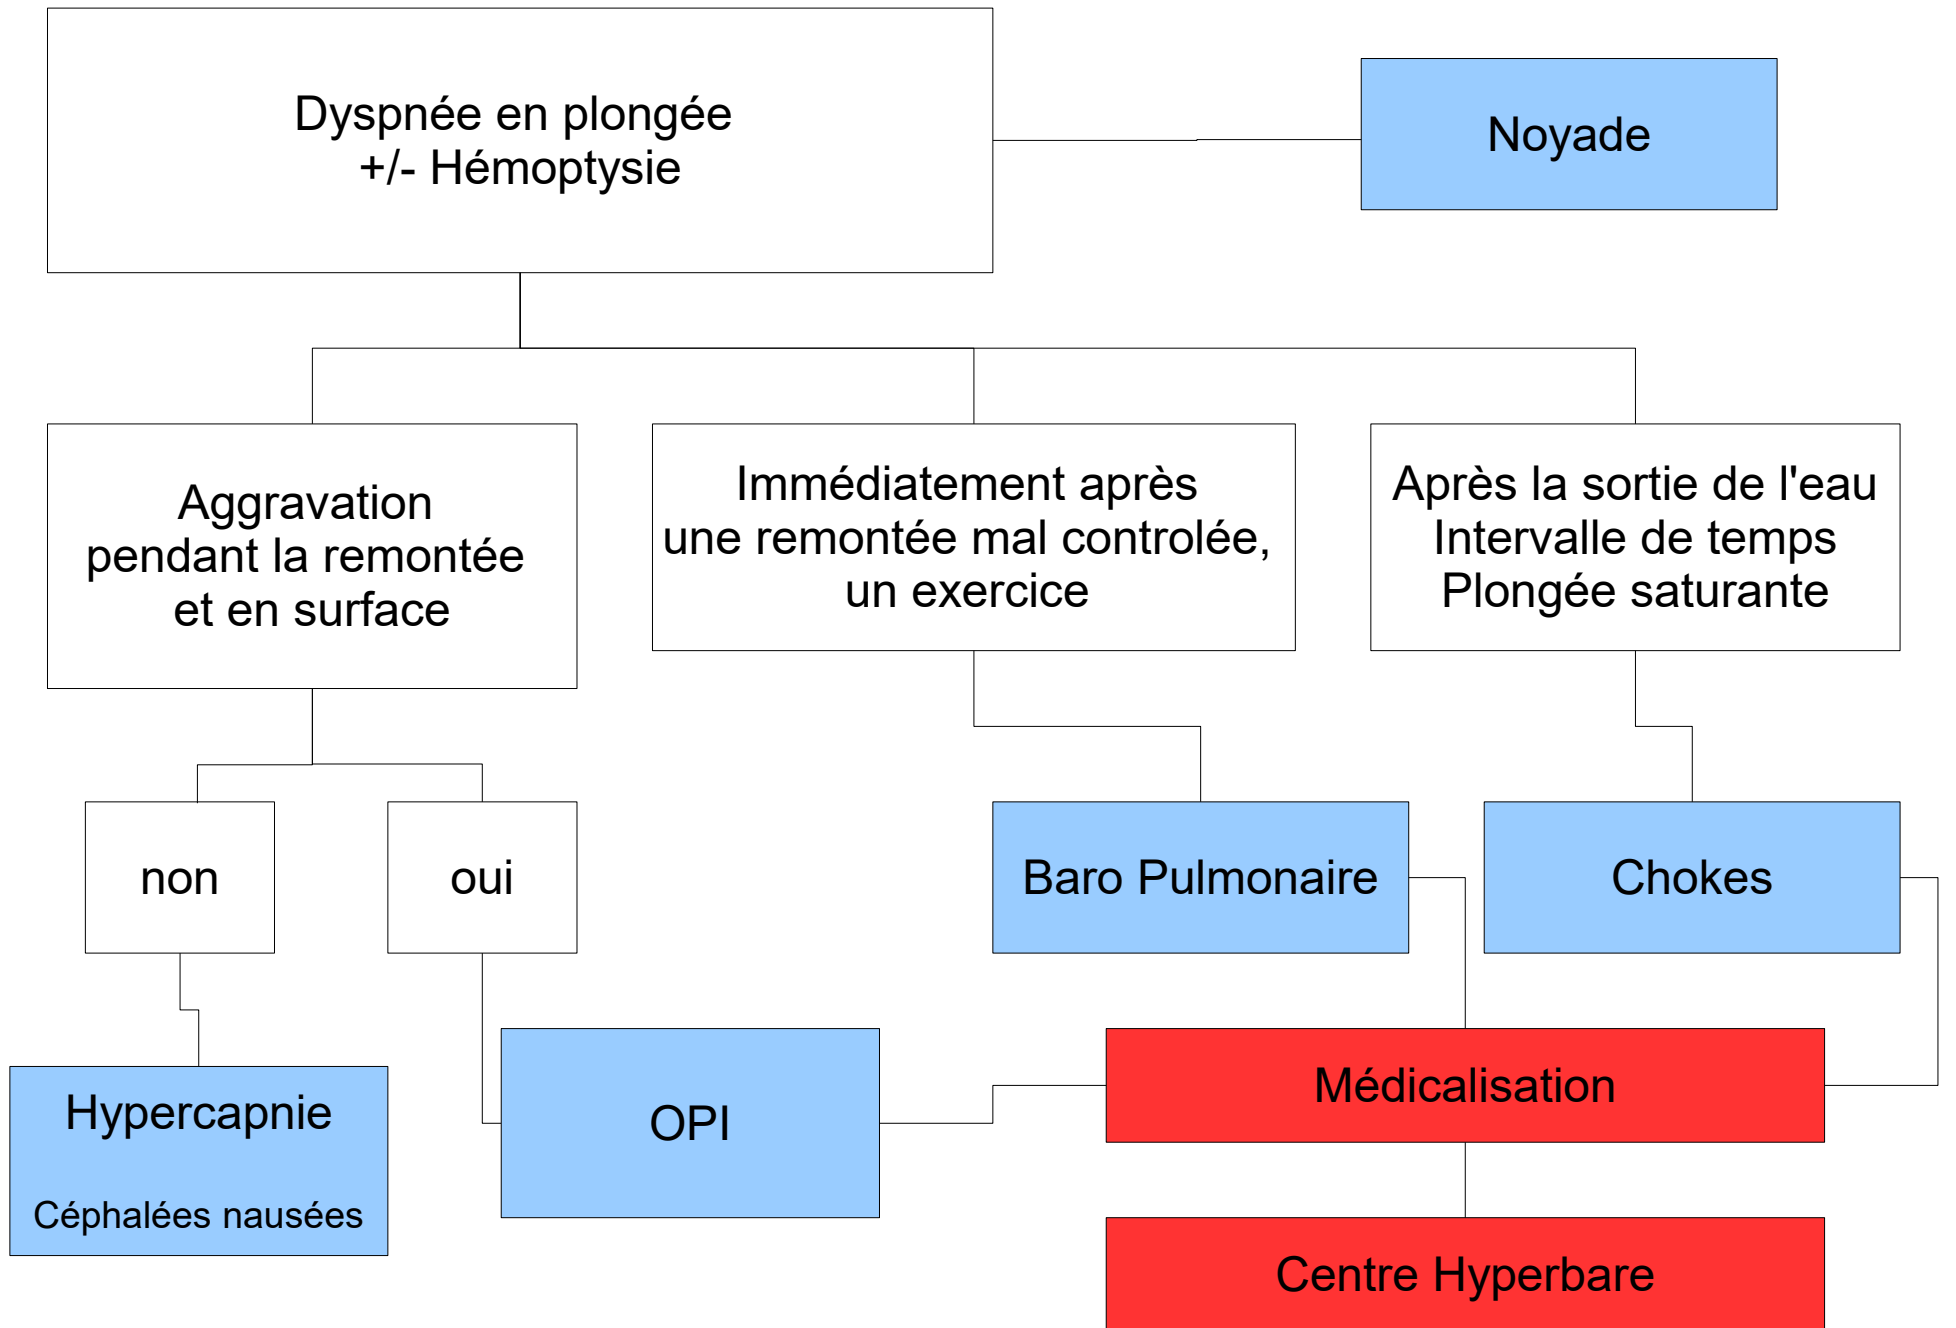 Dyspnée en plongée
+/- Hémoptysie
Noyade
Aggravation
pendant la remontée
et en surface
Immédiatement après
une remontée mal controlée,
un exercice
Après la sortie de l'eau
Intervalle de temps
Plongée saturante
non
oui
Baro Pulmonaire
Chokes
Hypercapnie
Céphalées nausées
OPI
Médicalisation
Centre Hyperbare